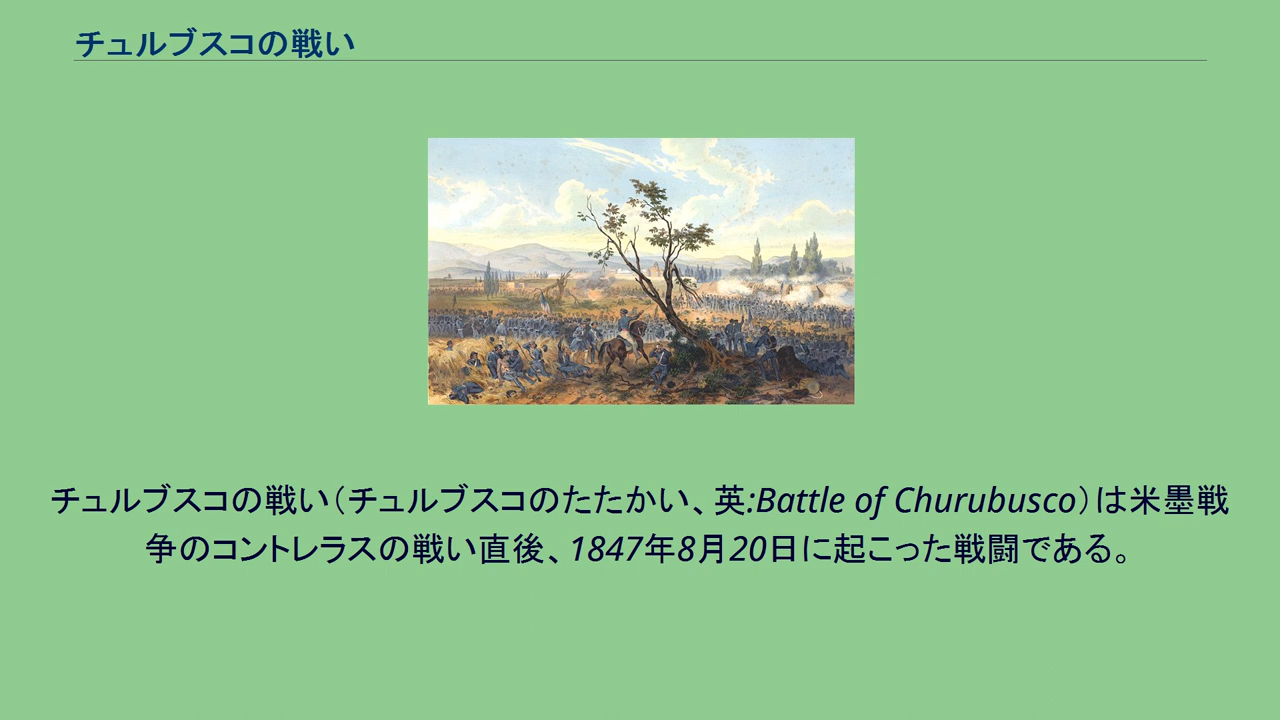 チュルブスコの戦い
チュルブスコの戦い（チュルブスコのたたかい、英:Battle of Churubusco）は米墨戦
争のコントレラスの戦い直後、1847年8月20日に起こった戦闘である。